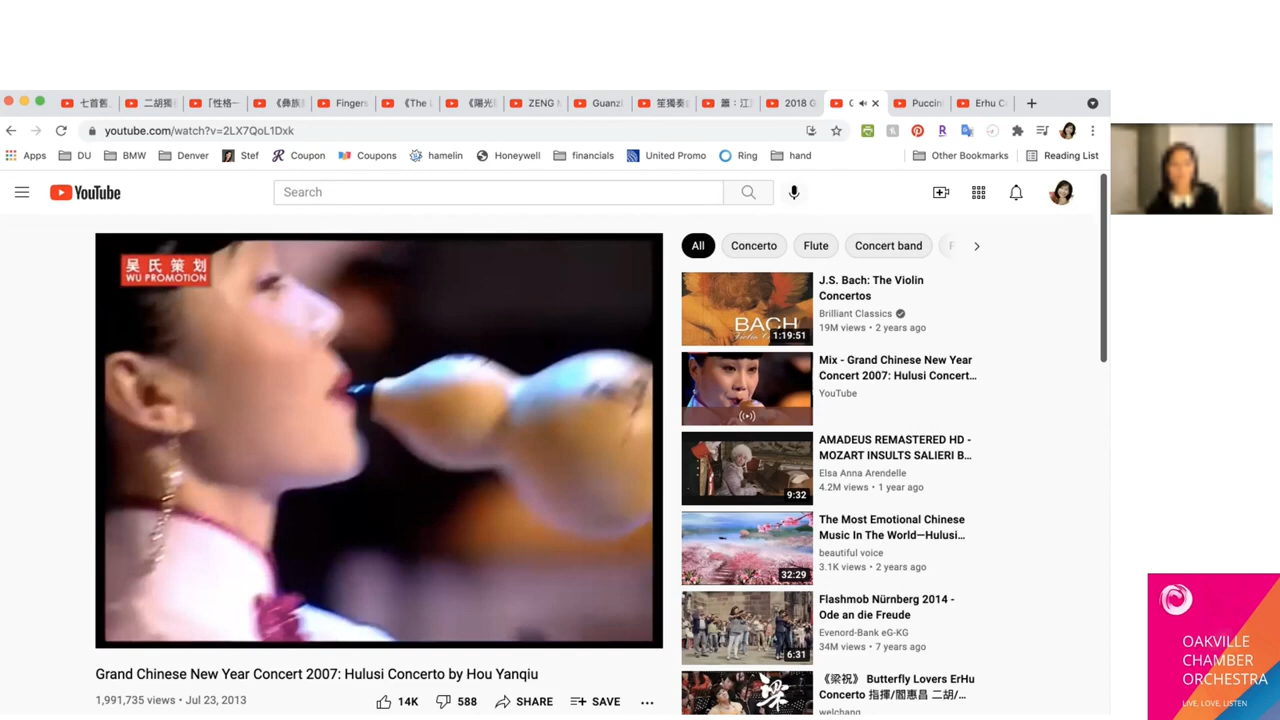 七首舊
二胡獨
「性格一
《彝族
Fingers
《The
《陽光
ZENG
Guanz
笙獨奏
簫：江
2018 G
Puccin
Erhu C
youtube.com/watch?v=2LX7QoL1Dxk
Apps DU BMW Denver Stef Coupon Coupons hamelin Honeywell financials United Promo Ring hand Other Bookmarks Reading List
YouTube
Search
吴氏策划
WU PROMOTION
Grand Chinese New Year Concert 2007: Hulusi Concerto by Hou Yanqiu
1,991,735 views • Jul 23, 2013
14K 588 SHARE SAVE
All Concerto Flute Concert band F
BACH
1:19:51
J.S. Bach: The Violin
Concertos
Brilliant Classics
19M views • 2 years ago
Mix - Grand Chinese New Year
Concert 2007: Hulusi Concert...
YouTube
9:32
AMADEUS REMASTERED HD -
MOZART INSULTS SALIERI B...
Elsa Anna Arendelle
4.2M views • 1 year ago
32:29
The Most Emotional Chinese
Music In The World—Hulusi...
beautiful voice
3.1K views • 2 years ago
6:31
Flashmob Nürnberg 2014 -
Ode an die Freude
Evenord-Bank eG-KG
34M views • 7 years ago
梁
《梁祝》 Butterfly Lovers ErHu
Concerto 指揮/閻惠昌 二胡/...
welchang
OAKVILLE
CHAMBER
ORCHESTRA
LIVE, LOVE, LISTEN